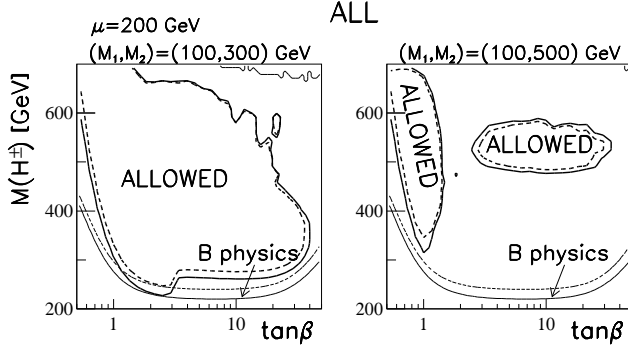 ALL
μ=200 GeV
(M₁,M₂)=(100,300) GeV
(M₁,M₂)=(100,500) GeV
M(H±) [GeV]
600
400
200
ALLOWED
B physics
1
10
tanβ
ALLOWED
ALLOWED
B physics
1
10
tanβ